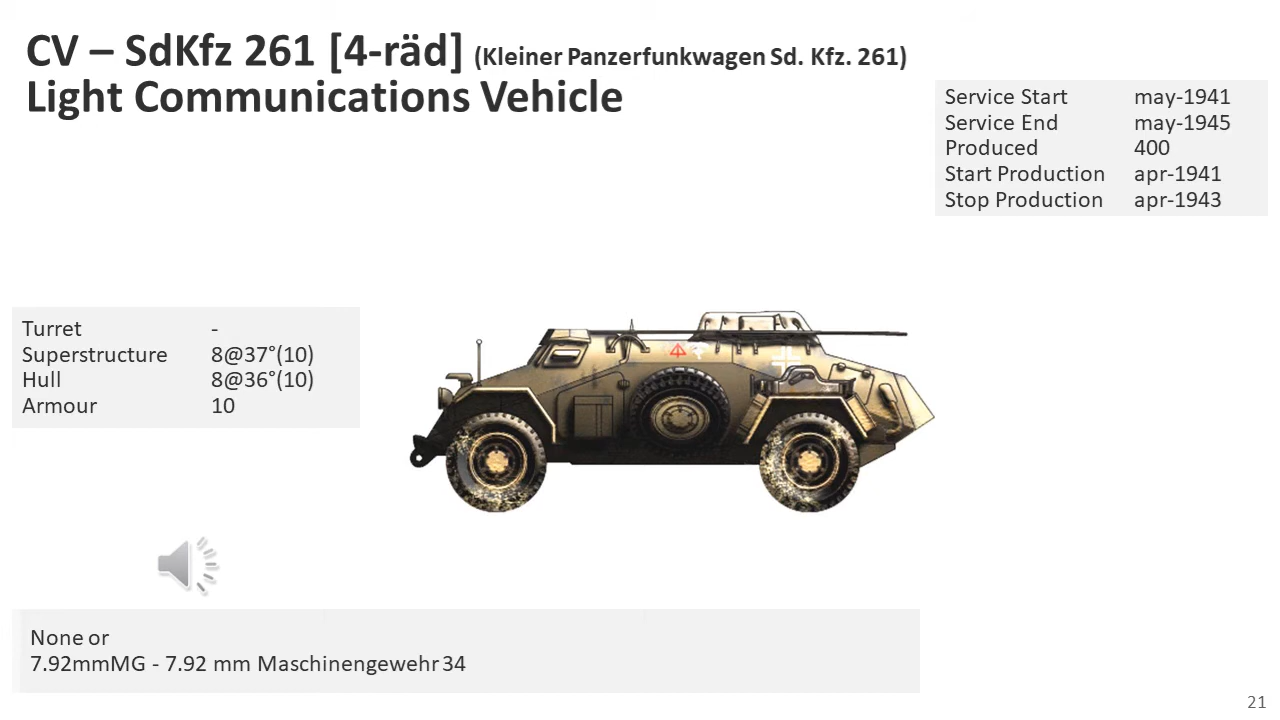 CV – SdKfz 261 [4-räd] (Kleiner Panzerfunkwagen Sd. Kfz. 261)
Light Communications Vehicle
Service Start may-1941
Service End may-1945
Produced 400
Start Production apr-1941
Stop Production apr-1943
Turret -
Superstructure 8@37°(10)
Hull 8@36°(10)
Armour 10
None or
7.92mmMG - 7.92 mm Maschinengewehr 34
21